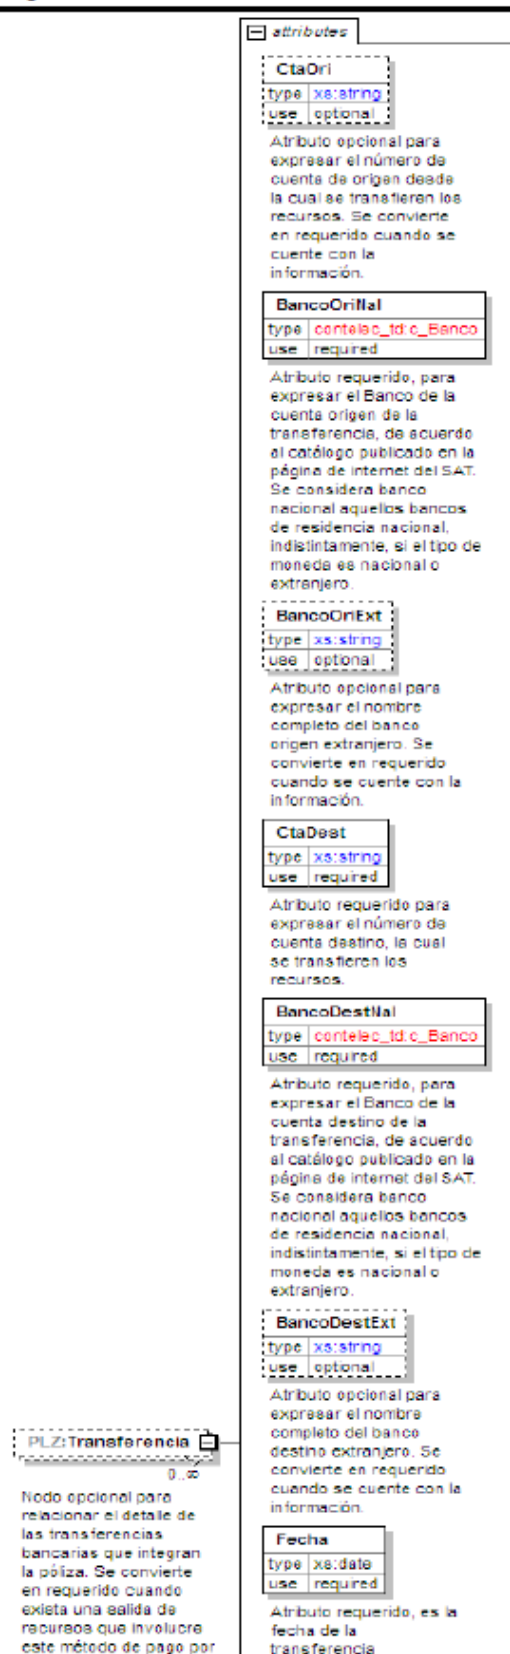 attributes
CtaOri
type xs:string
use optional
Atributo opcional para
expresar el número de
cuenta de origen desde
la cual se transfieren los
recursos. Se convierte
en requerido cuando se
cuente con la
información.
BancoOriNal
type contelec_td:c_Banco
use required
Atributo requerido, para
expresar el Banco de la
cuenta origen de la
transferencia, de acuerdo
al catálogo publicado en la
página de internet del SAT.
Se considera banco
nacional aquellos bancos
de residencia nacional,
indistintamente, si el tipo de
moneda es nacional o
extranjero.
BancoOriExt
type xs:string
use optional
Atributo opcional para
expresar el nombre
completo del banco
origen extranjero. Se
convierte en requerido
cuando se cuente con la
información.
CtaDest
type xs:string
use required
Atributo requerido para
expresar el número de
cuenta destino, la cual
se transfieren los
recursos.
BancoDestNal
type contelec_td:c_Banco
use required
Atributo requerido, para
expresar el Banco de la
cuenta destino de la
transferencia, de acuerdo
al catálogo publicado en la
página de internet del SAT.
Se considera banco
nacional aquellos bancos
de residencia nacional,
indistintamente, si el tipo de
moneda es nacional o
extranjero.
BancoDestExt
type xs:string
use optional
Atributo opcional para
expresar el nombre
completo del banco
destino extranjero. Se
convierte en requerido
cuando se cuente con la
información.
Fecha
type xs:date
use required
Atributo requerido, es la
fecha de la
transferencia
PLZ:Transferencia
0..∞
Nodo opcional para
relacionar el detalle de
las transferencias
bancarias que integran
la póliza. Se convierte
en requerido cuando
exista una salida de
recursos que involucre
este método de pago por